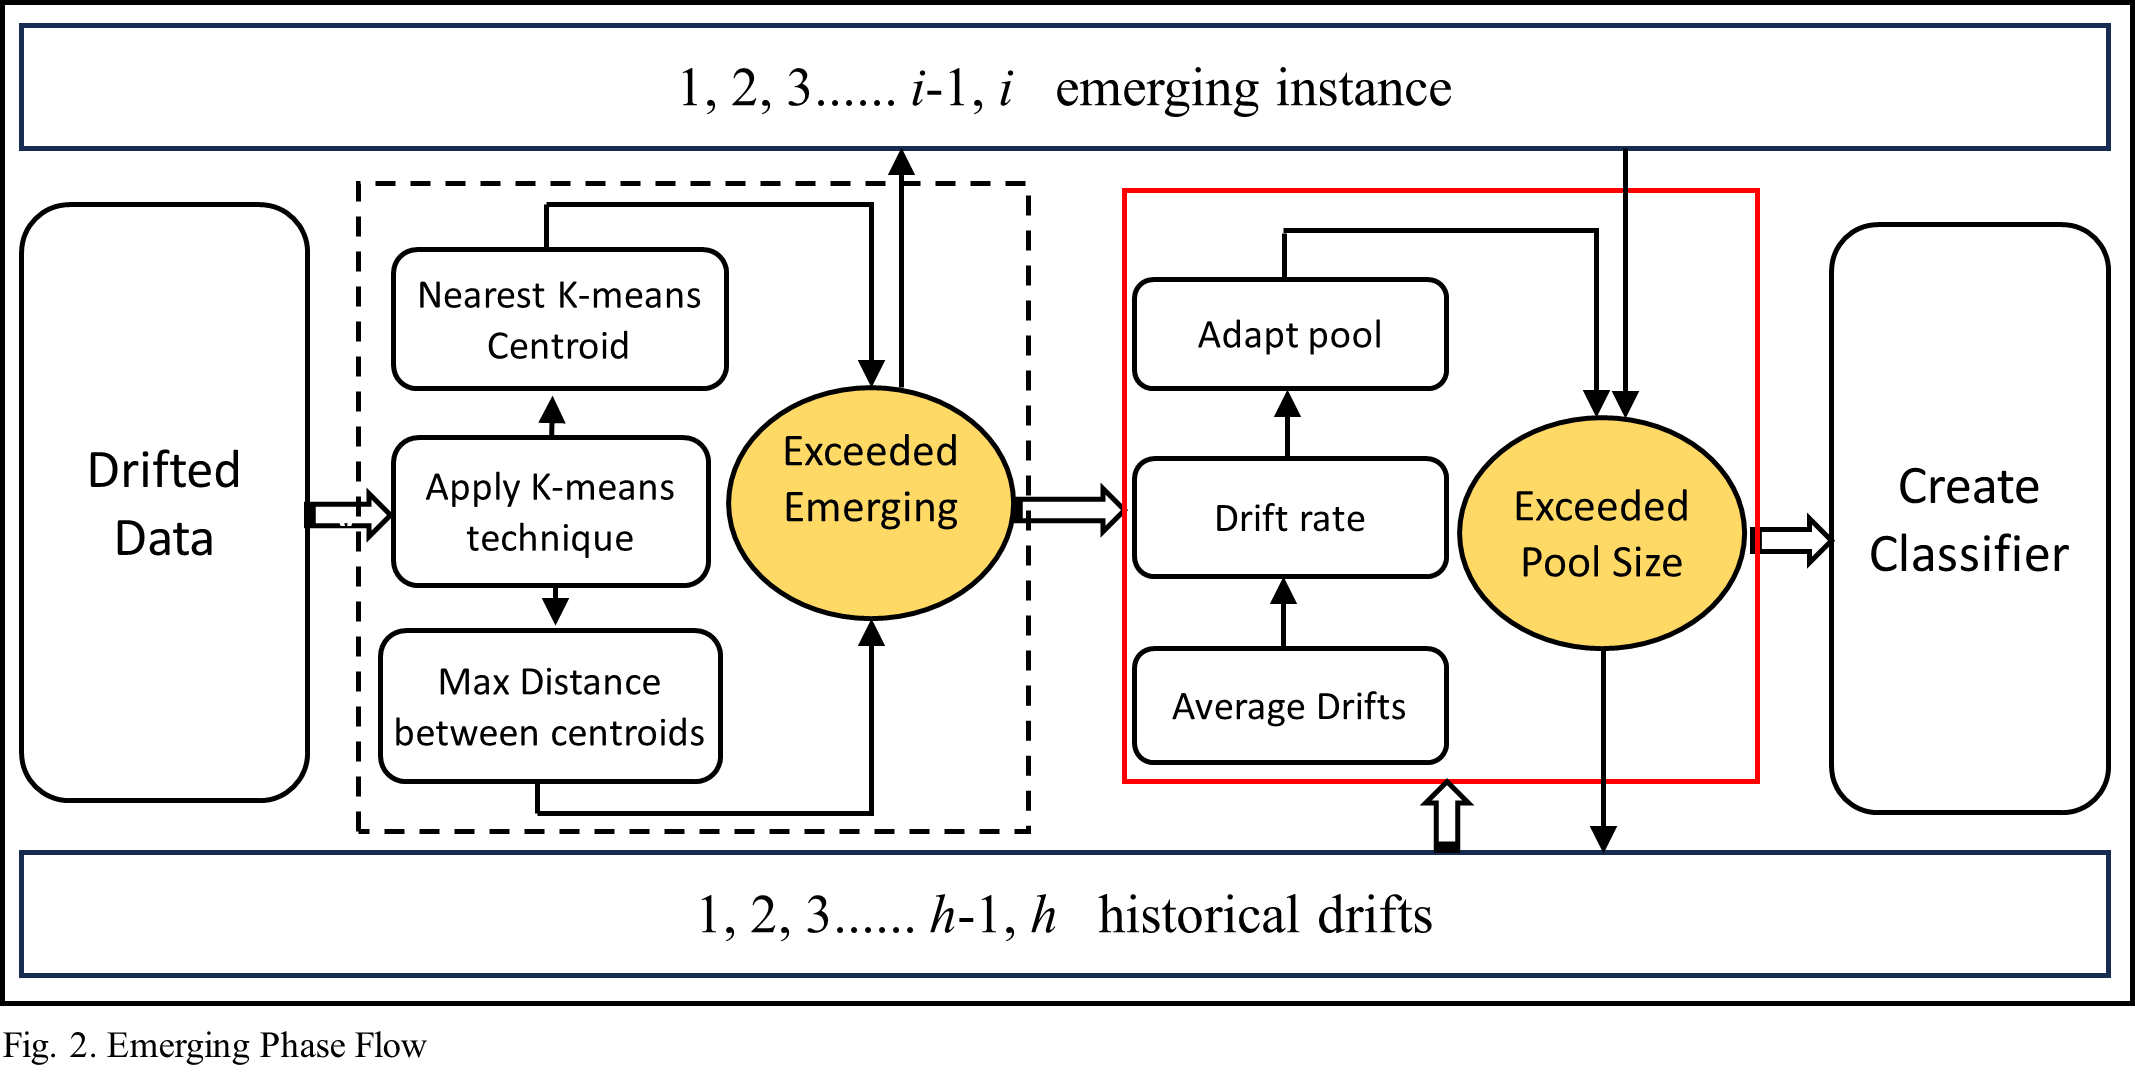 1, 2, 3...... i-1, i emerging instance
Drifted
Data
Nearest K-means
Centroid
Apply K-means
technique
Max Distance
between centroids
Exceeded
Emerging
Adapt pool
Drift rate
Average Drifts
Exceeded
Pool Size
Create
Classifier
1, 2, 3...... h-1, h historical drifts
Fig. 2. Emerging Phase Flow